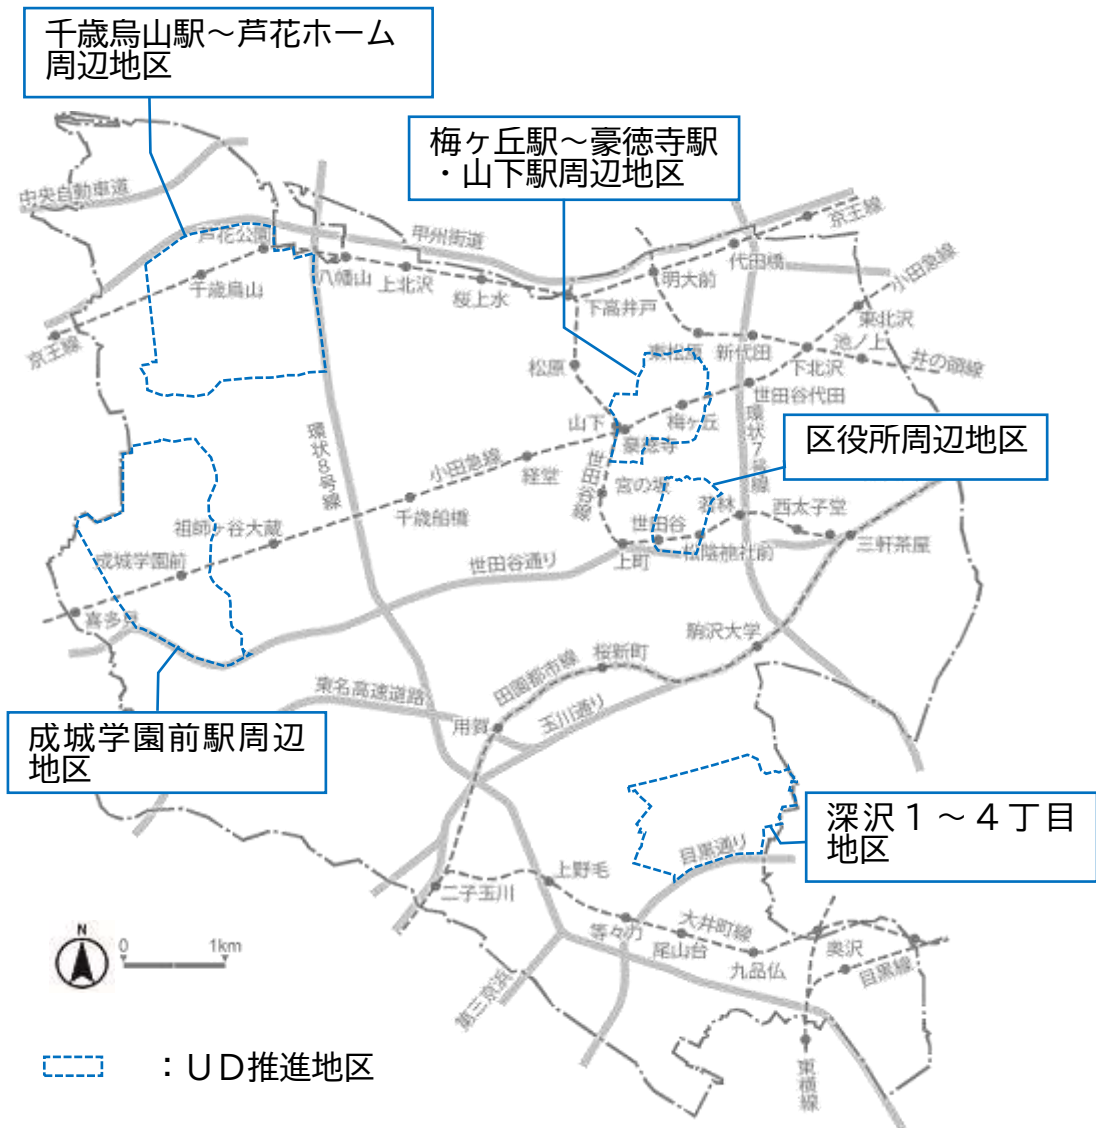 千歳烏山駅～芦花ホーム
周辺地区
梅ヶ丘駅～豪徳寺駅
・山下駅周辺地区
中央自動車道
芦花公園
甲州街道
京王線
千歳烏山
八幡山
上北沢
桜上水
下高井戸
明大前
代田橋
小田急線
東北沢
京王線
松原
東松原
新代田
池ノ上
下北沢
井の頭線
世田谷代田
環状７号線
山下
豪徳寺
梅ヶ丘
区役所周辺地区
環状８号線
小田急線
経堂
世田谷線
宮の坂
千歳船橋
若林
西太子堂
祖師ヶ谷大蔵
世田谷
松陰神社前
三軒茶屋
成城学園前
世田谷通り
上町
喜多見
駒沢大学
桜新町
田園都市線
東名高速道路
玉川通り
用賀
成城学園前駅周辺
地区
深沢１～４丁目
地区
目黒通り
上野毛
二子玉川
等々力
大井町線
尾山台
九品仏
奥沢
目黒線
第三京浜
東横線
N
0 1km
：ＵＤ推進地区